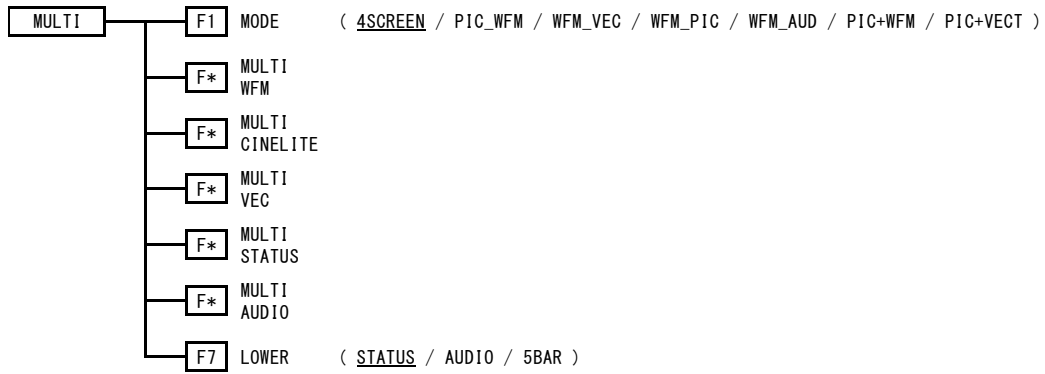 MULTI F1 MODE ( 4SCREEN / PIC_WFM / WFM_VEC / WFM_PIC / WFM_AUD / PIC+WFM / PIC+VECT )
F* MULTI
WFM
F* MULTI
CINELITE
F* MULTI
VEC
F* MULTI
STATUS
F* MULTI
AUDIO
F7 LOWER ( STATUS / AUDIO / 5BAR )